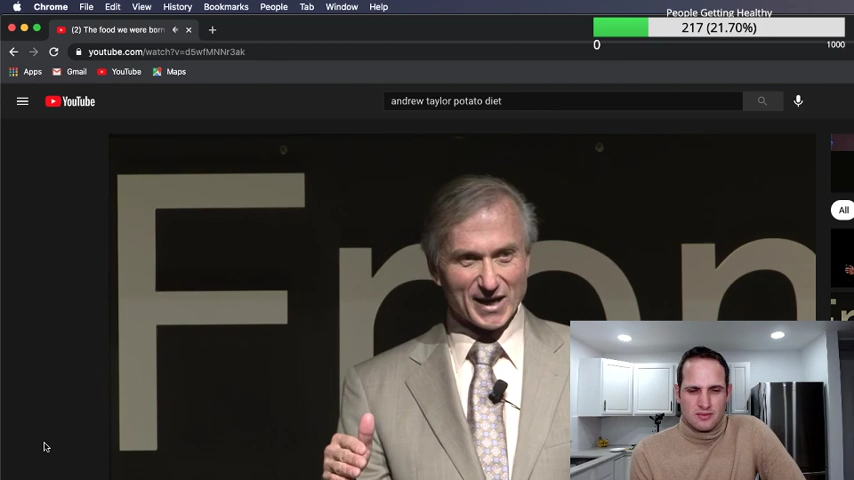 Chrome File Edit View History Bookmarks People Tab Window Help
People Getting Healthy
217 (21.70%)
0 1000
(2) The food we were born
youtube.com/watch?v=d5wfMNNr3ak
Apps Gmail YouTube Maps
YouTube
andrew taylor potato diet
All
Fron